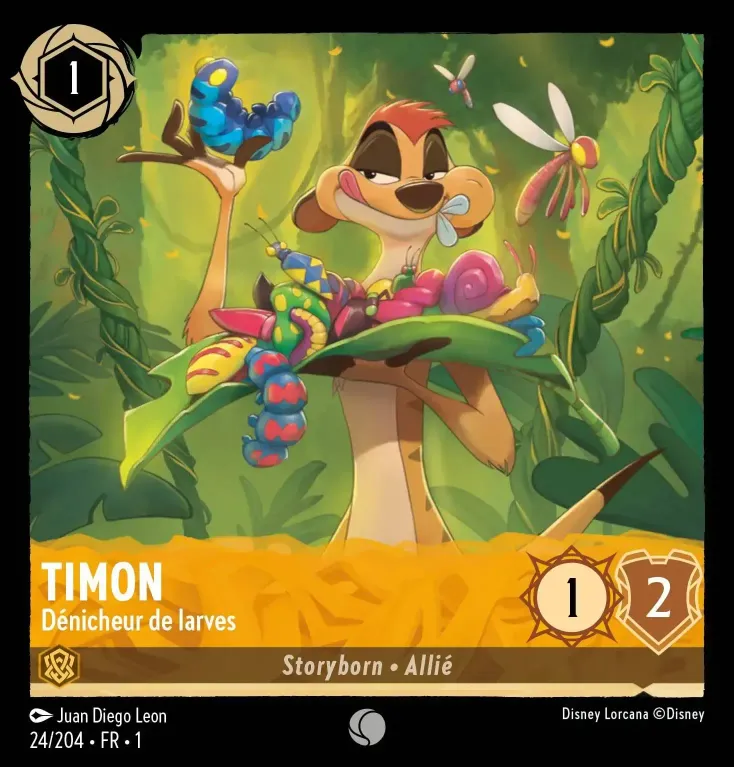 1
TIMON
Dénicheur de larves
1
2
Storyborn • Allié
Juan Diego Leon
Disney Lorcana ©Disney
24/204 • FR • 1